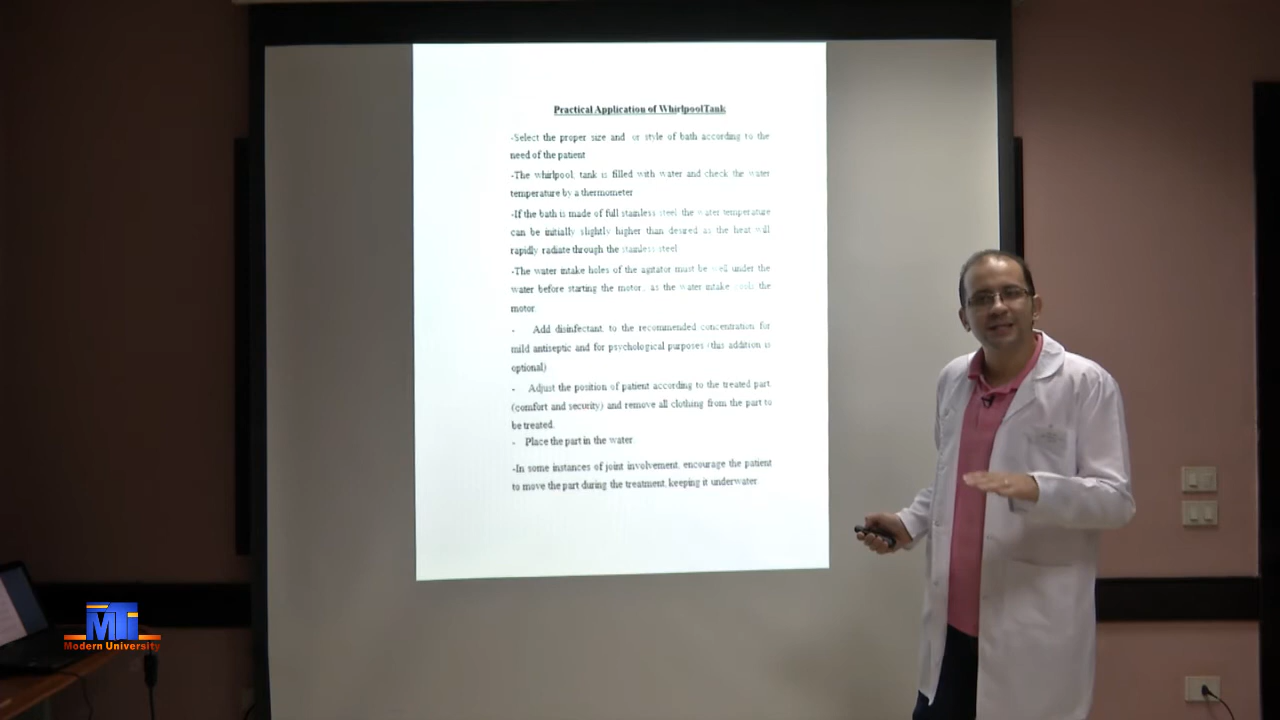 Practical Application of WhirlpoolTank
-Select the proper size and or style of bath according to the
need of the patient
-The whirlpool, tank is filled with water and check the water
temperature by a thermometer
-If the bath is made of full stainless steel the water temperature
can be initially slightly higher than desired as the heat will
rapidly radiate through the stainless steel
-The water intake holes of the agitator must be well under the
water before starting the motor, as the water intake cools the
motor
- Add disinfectant, to the recommended concentration for
mild antiseptic and for psychological purposes (this addition is
optional)
- Adjust the position of patient according to the treated part
(comfort and security) and remove all clothing from the part to
be treated.
- Place the part in the water
-In some instances of joint involvement, encourage the patient
to move the part during the treatment, keeping it underwater
MTI
Modern University